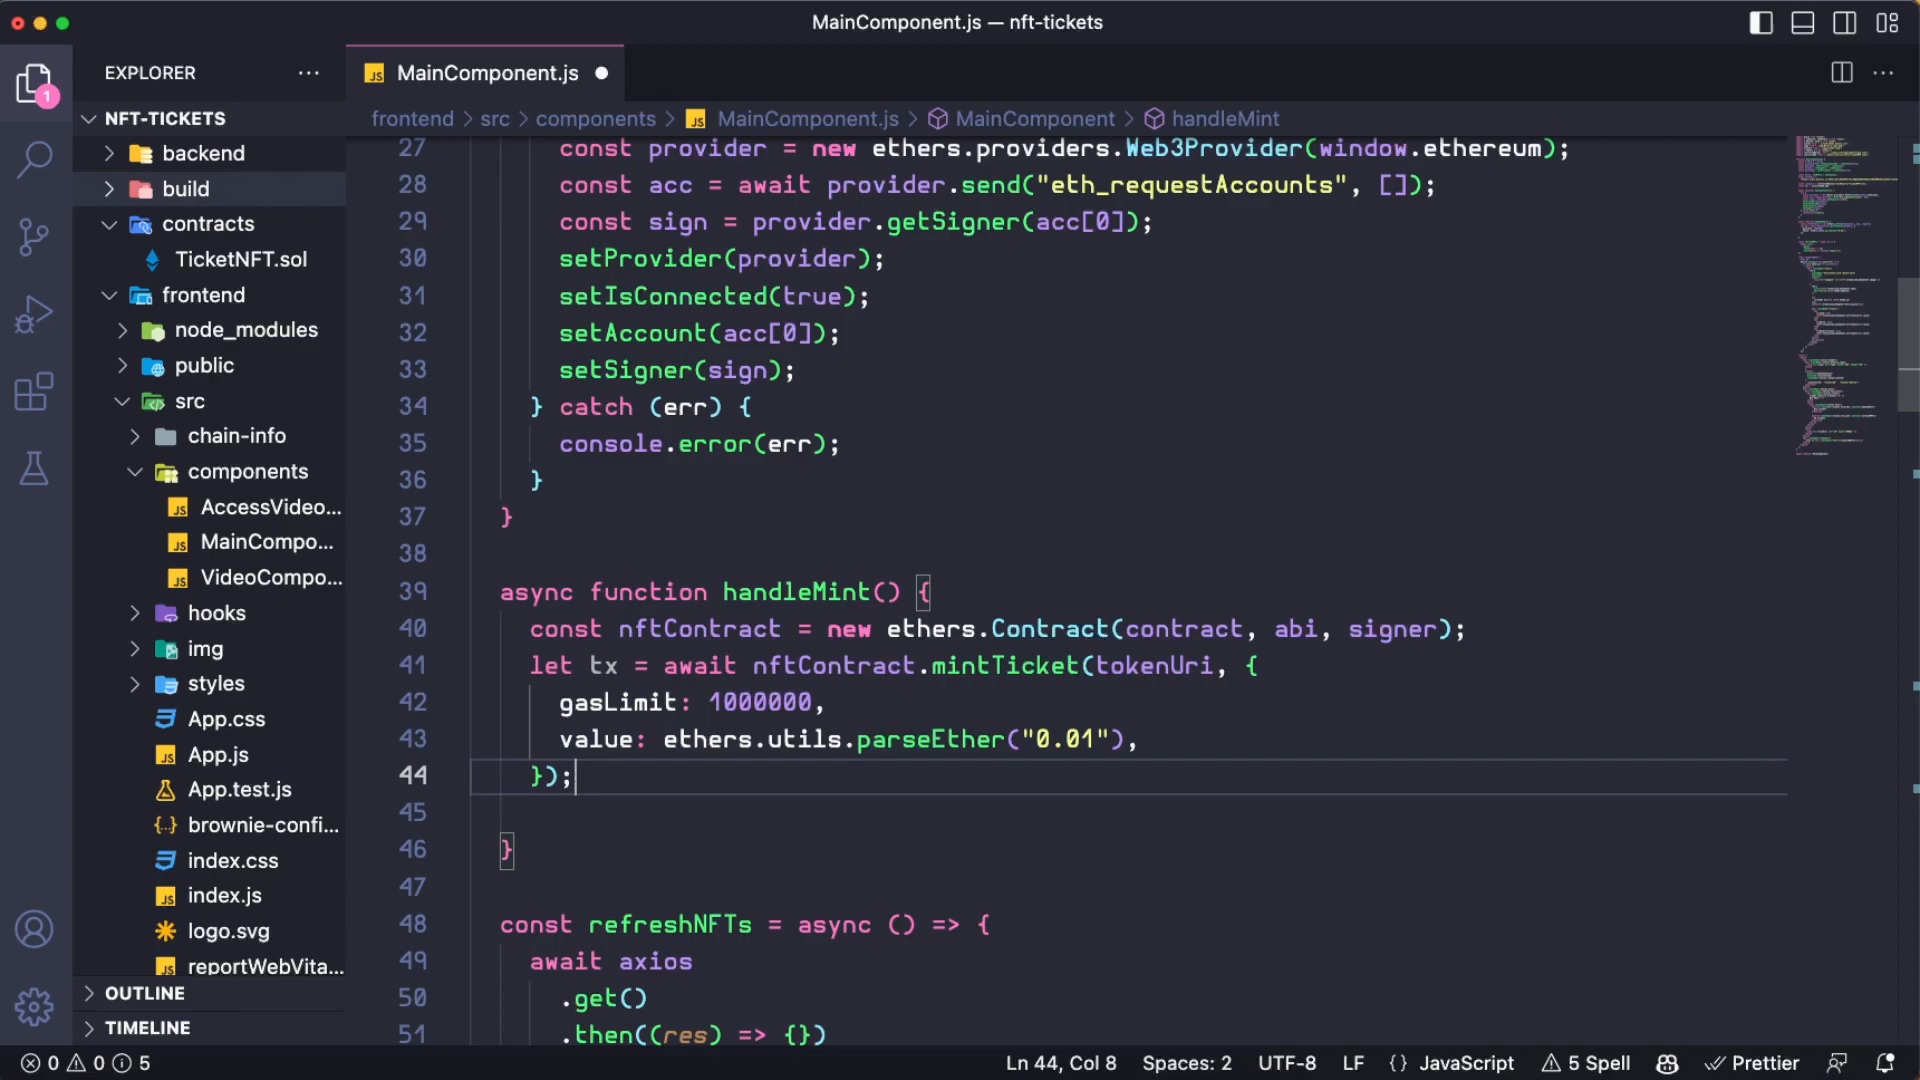 MainComponent.js — nft-tickets
EXPLORER
1
MainComponent.js
NFT-TICKETS
frontend > src > components > MainComponent.js > MainComponent > handleMint
backend
build
contracts
TicketNFT.sol
frontend
node_modules
public
src
chain-info
components
AccessVideo...
MainCompo...
VideoCompo...
hooks
img
styles
App.css
App.js
App.test.js
brownie-confi...
index.css
index.js
logo.svg
reportWebVita...
OUTLINE
TIMELINE
27 const provider = new ethers.providers.Web3Provider(window.ethereum);
28 const acc = await provider.send("eth_requestAccounts", []);
29 const sign = provider.getSigner(acc[0]);
30 setProvider(provider);
31 setIsConnected(true);
32 setAccount(acc[0]);
33 setSigner(sign);
34 } catch (err) {
35 console.error(err);
36 }
37 }
38
39 async function handleMint() {
40 const nftContract = new ethers.Contract(contract, abi, signer);
41 let tx = await nftContract.mintTicket(tokenUri, {
42 gasLimit: 1000000,
43 value: ethers.utils.parseEther("0.01"),
44 });
45
46 }
47
48 const refreshNFTs = async () => {
49 await axios
50 .get()
51 .then((res) => {})
0 0 5
Ln 44, Col 8 Spaces: 2 UTF-8 LF {} JavaScript 5 Spell Prettier